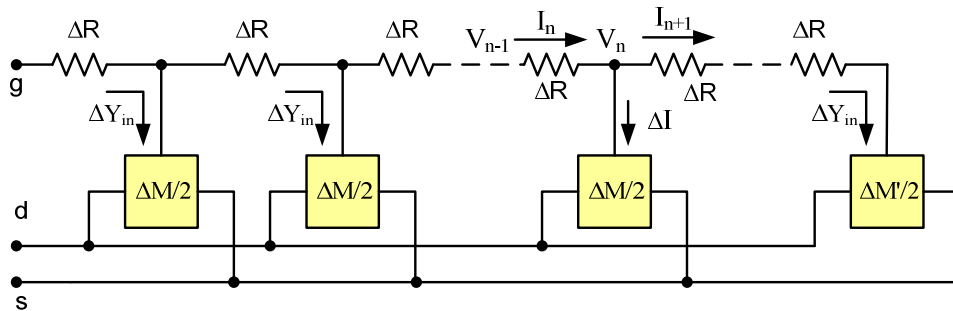 ΔR ΔR ΔR V_{n-1} I_n V_n I_{n+1} ΔR
g ΔR ΔR
ΔY_{in} ΔY_{in} ΔI ΔY_{in}
ΔM/2 ΔM/2 ΔM/2 ΔM'/2
d
s